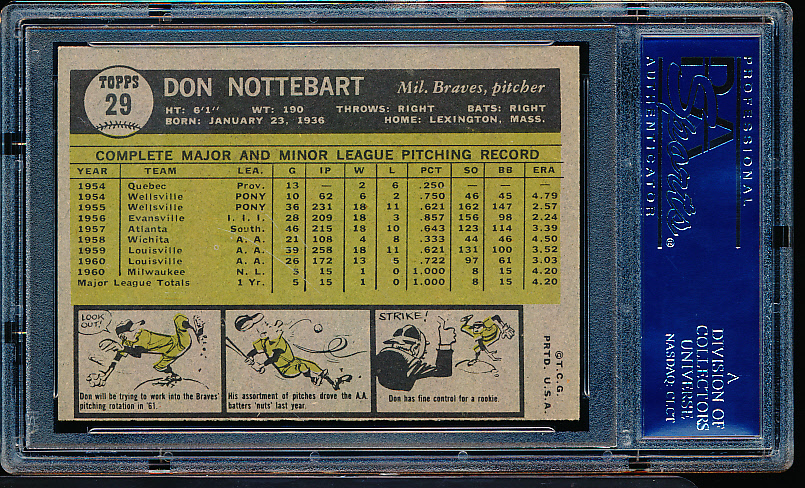 TOPPS
29
DON NOTTEBART Mil. Braves, pitcher
HT: 6'1" WT: 190 THROWS: RIGHT BATS: RIGHT
BORN: JANUARY 23, 1936 HOME: LEXINGTON, MASS.
COMPLETE MAJOR AND MINOR LEAGUE PITCHING RECORD
YEAR TEAM LEA. G IP W L PCT SO BB ERA
1954 Quebec Prov. 13 — 2 6 .250 — — —
1954 Wellsville PONY 10 62 6 2 .750 46 45 4.79
1955 Wellsville PONY 36 231 18 11 .621 162 147 2.57
1956 Evansville I. I. I. 28 209 18 3 .857 156 98 2.24
1957 Atlanta South. 46 215 18 10 .643 123 114 3.39
1958 Wichita A. A. 21 108 4 8 .333 44 46 4.50
1959 Louisville A. A. 39 258 18 11 .621 131 100 3.52
1960 Louisville A. A. 26 172 13 5 .722 97 61 3.03
1960 Milwaukee N. L. 5 15 1 0 1.000 8 15 4.20
Major League Totals 1 Yr. 5 15 1 0 1.000 8 15 4.20
LOOK OUT!
Don will be trying to work into the Braves'
pitching rotation in '61.
His assortment of pitches drove the A.A.
batters 'nuts' last year.
STRIKE!
Don has fine control for a rookie.
©T.C.G.
PRTD. U.S.A.
PROFESSIONAL
PSA
Sports
®
AUTHENTICATOR
A
DIVISION OF
COLLECTORS
UNIVERSE
NASDAQ: CLCT